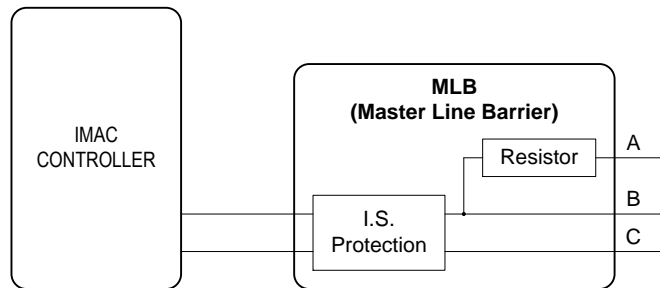 IMAC
CONTROLLER
MLB
(Master Line Barrier)
Resistor
A
I.S.
Protection
B
C